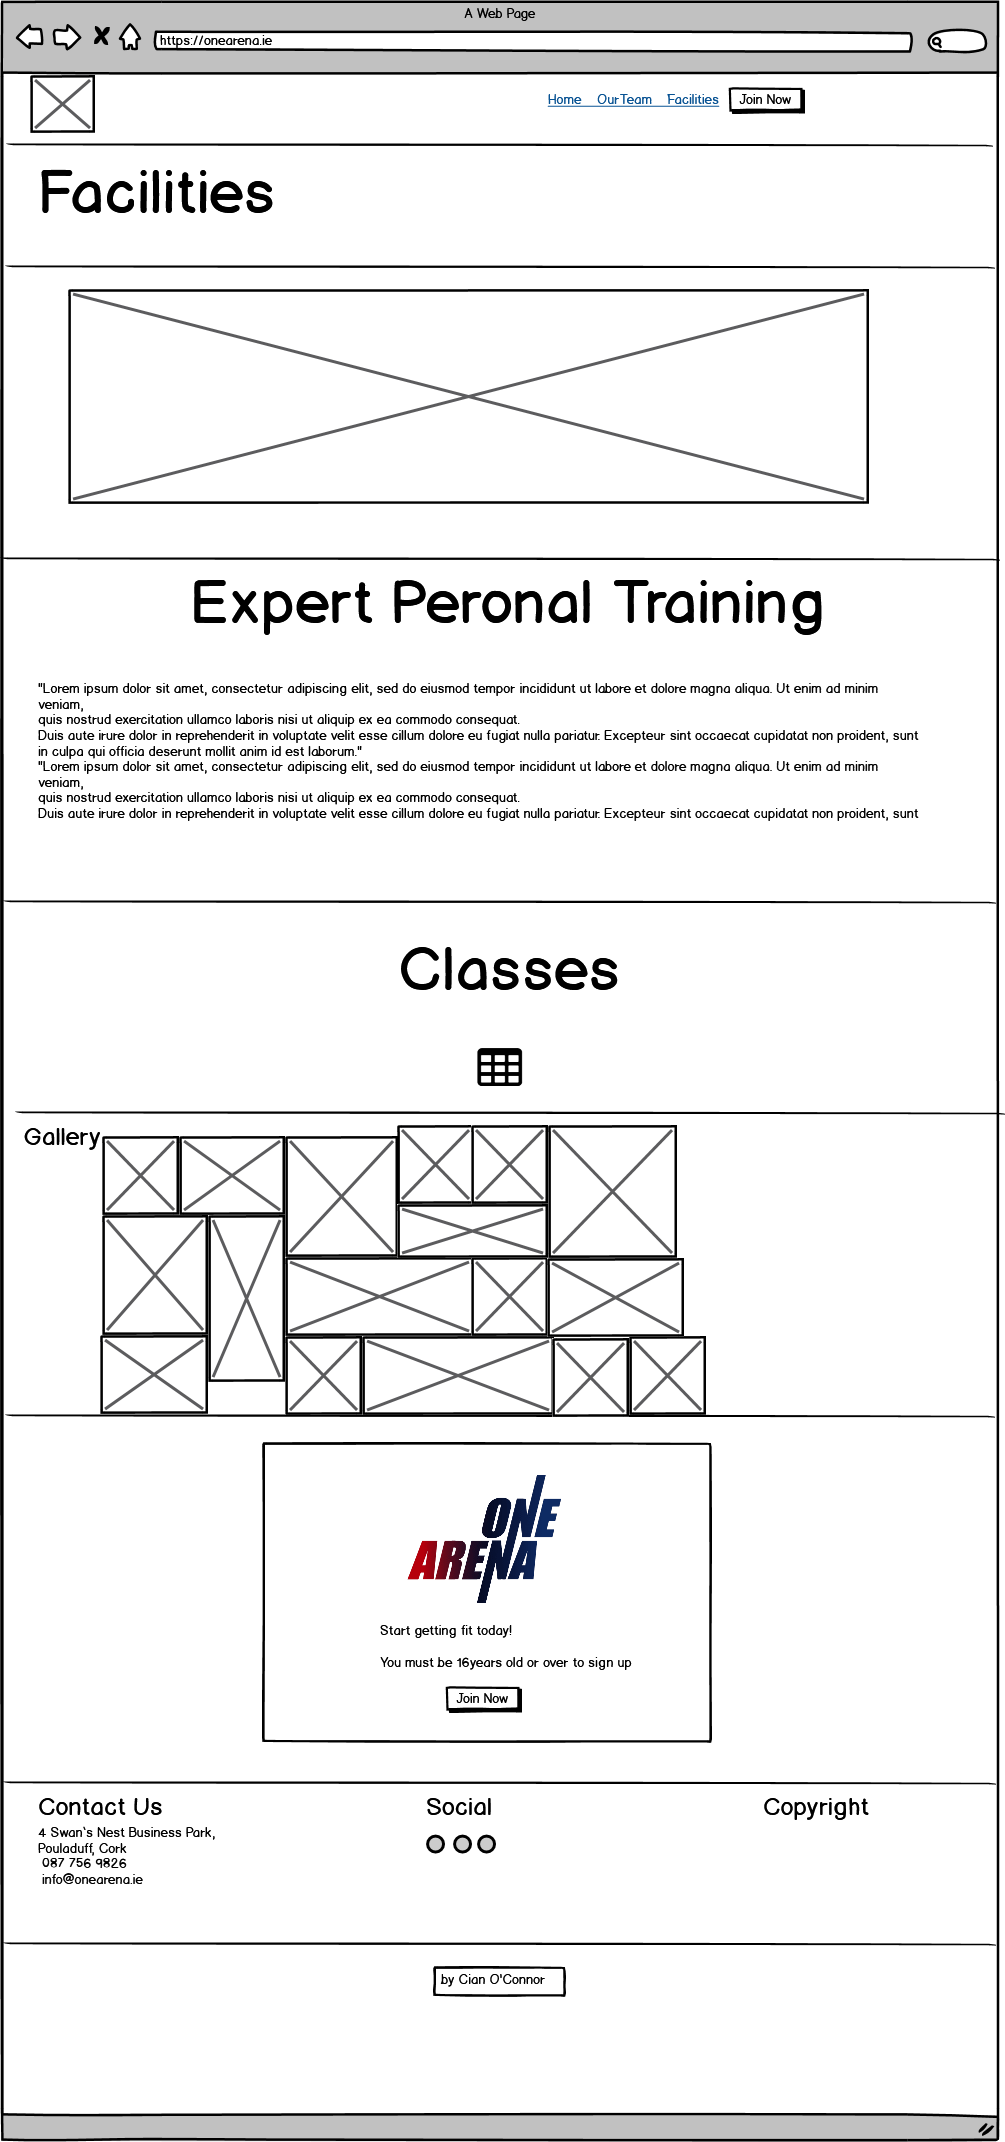 A Web Page
https://onearena.ie
Home OurTeam Facilities Join Now
Facilities
Expert Peronal Training
"Lorem ipsum dolor sit amet, consectetur adipiscing elit, sed do eiusmod tempor incididunt ut labore et dolore magna aliqua. Ut enim ad minim
veniam,
quis nostrud exercitation ullamco laboris nisi ut aliquip ex ea commodo consequat.
Duis aute irure dolor in reprehenderit in voluptate velit esse cillum dolore eu fugiat nulla pariatur. Excepteur sint occaecat cupidatat non proident, sunt
in culpa qui officia deserunt mollit anim id est laborum."
"Lorem ipsum dolor sit amet, consectetur adipiscing elit, sed do eiusmod tempor incididunt ut labore et dolore magna aliqua. Ut enim ad minim
veniam,
quis nostrud exercitation ullamco laboris nisi ut aliquip ex ea commodo consequat.
Duis aute irure dolor in reprehenderit in voluptate velit esse cillum dolore eu fugiat nulla pariatur. Excepteur sint occaecat cupidatat non proident, sunt
Classes
Gallery
ONE
ARENA
Start getting fit today!
You must be 16years old or over to sign up
Join Now
Contact Us
4 Swan`s Nest Business Park,
Pouladuff, Cork
087 756 9826
info@onearena.ie
Social
Copyright
by Cian O'Connor